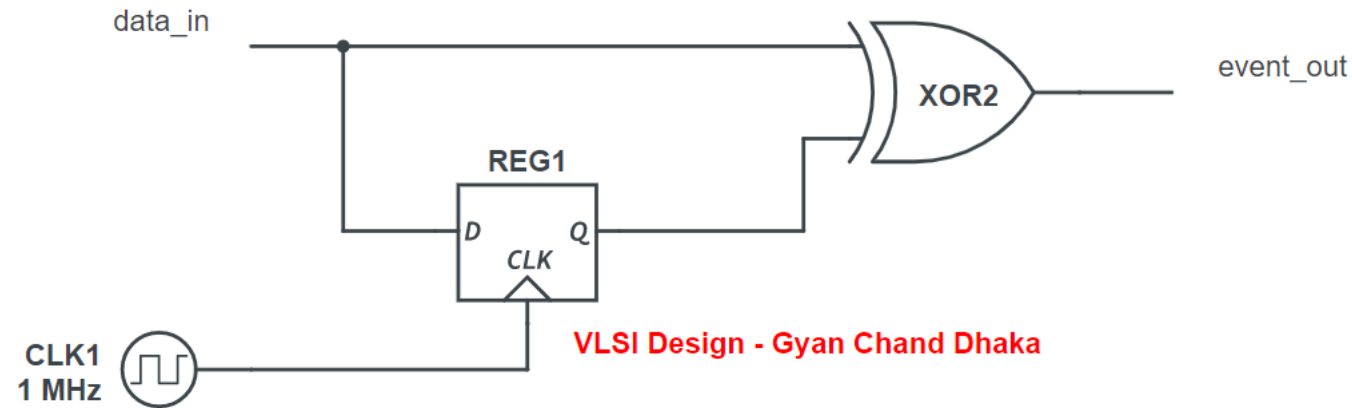 data_in
event_out
XOR2
REG1
D
Q
CLK
VLSI Design - Gyan Chand Dhaka
CLK1
1 MHz